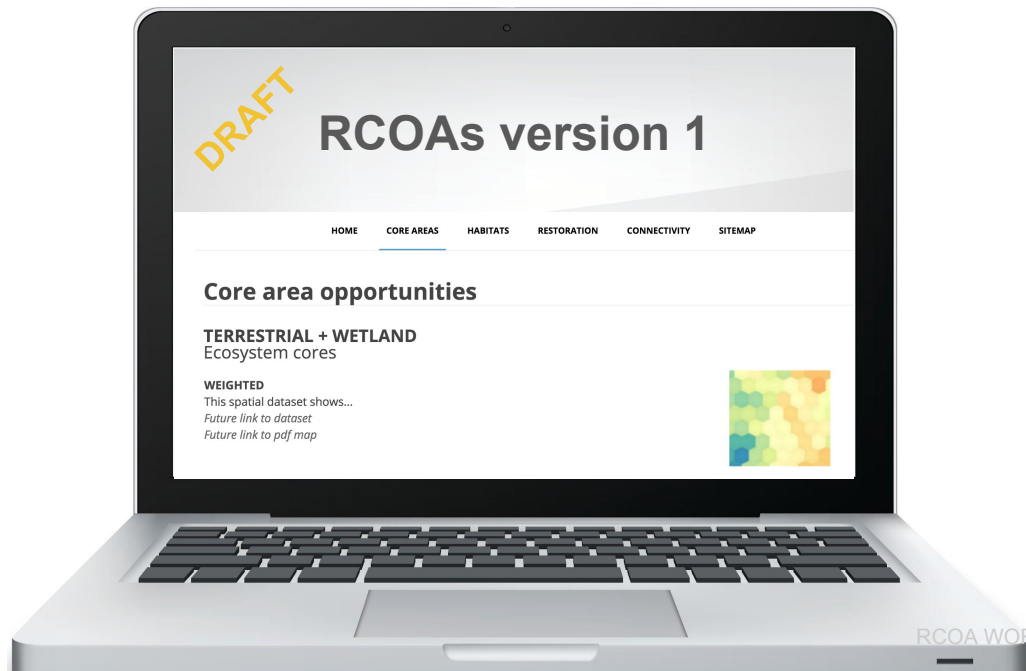 DRAFT
RCOAs version 1
HOME CORE AREAS HABITATS RESTORATION CONNECTIVITY SITEMAP
Core area opportunities
TERRESTRIAL + WETLAND
Ecosystem cores
WEIGHTED
This spatial dataset shows...
Future link to dataset
Future link to pdf map
RCOA